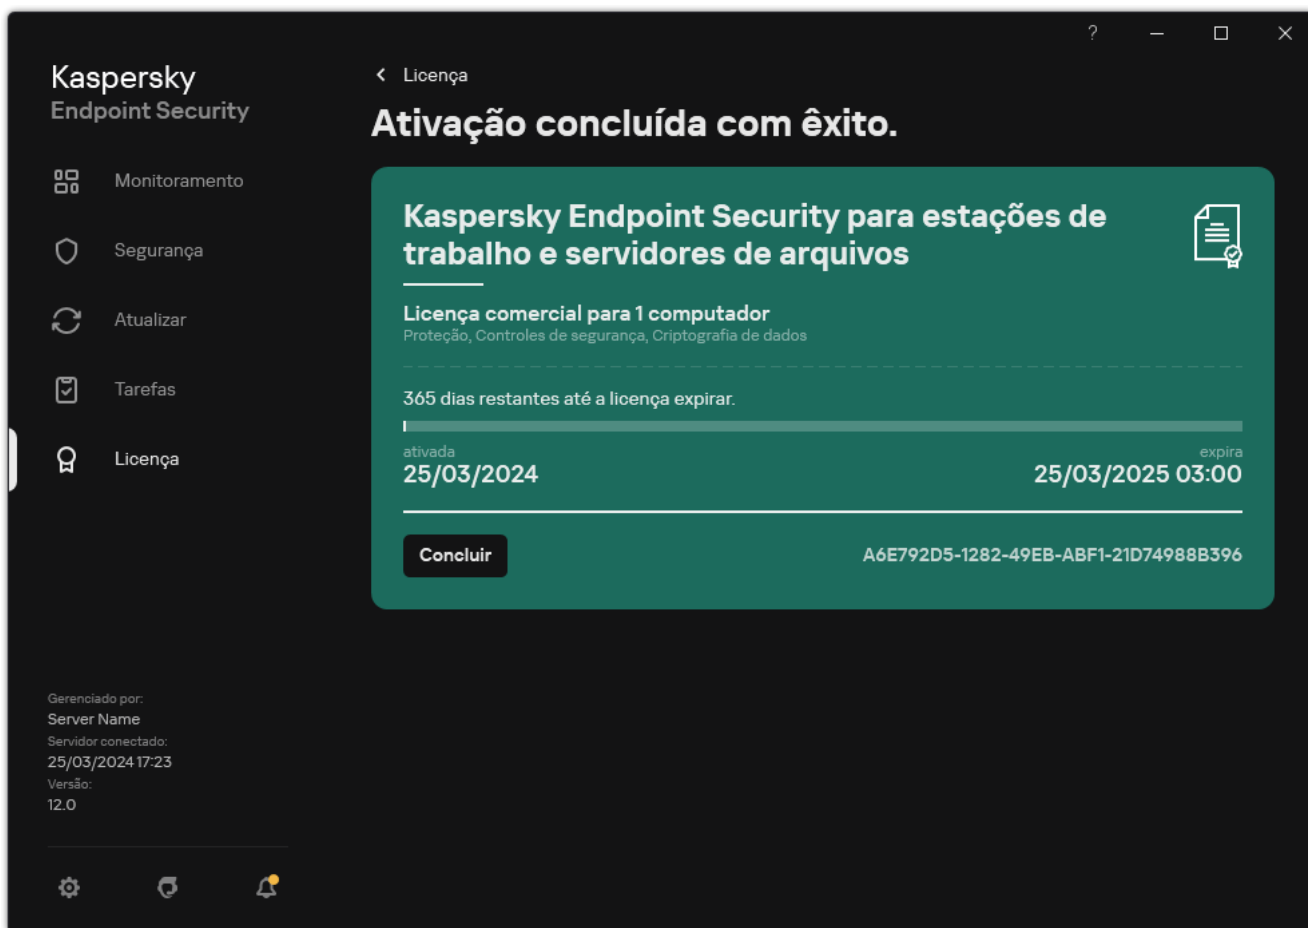 ?
Kaspersky
Endpoint Security
Monitoramento
Segurança
Atualizar
Tarefas
Licença
Gerenciado por:
Server Name
Servidor conectado:
25/03/2024 17:23
Versão:
12.0
Licença
Ativação concluída com êxito.
Kaspersky Endpoint Security para estações de
trabalho e servidores de arquivos
Licença comercial para 1 computador
Proteção, Controles de segurança, Criptografia de dados
365 dias restantes até a licença expirar.
ativada
25/03/2024
expira
25/03/2025 03:00
Concluir
A6E792D5-1282-49EB-ABF1-21D74988B396